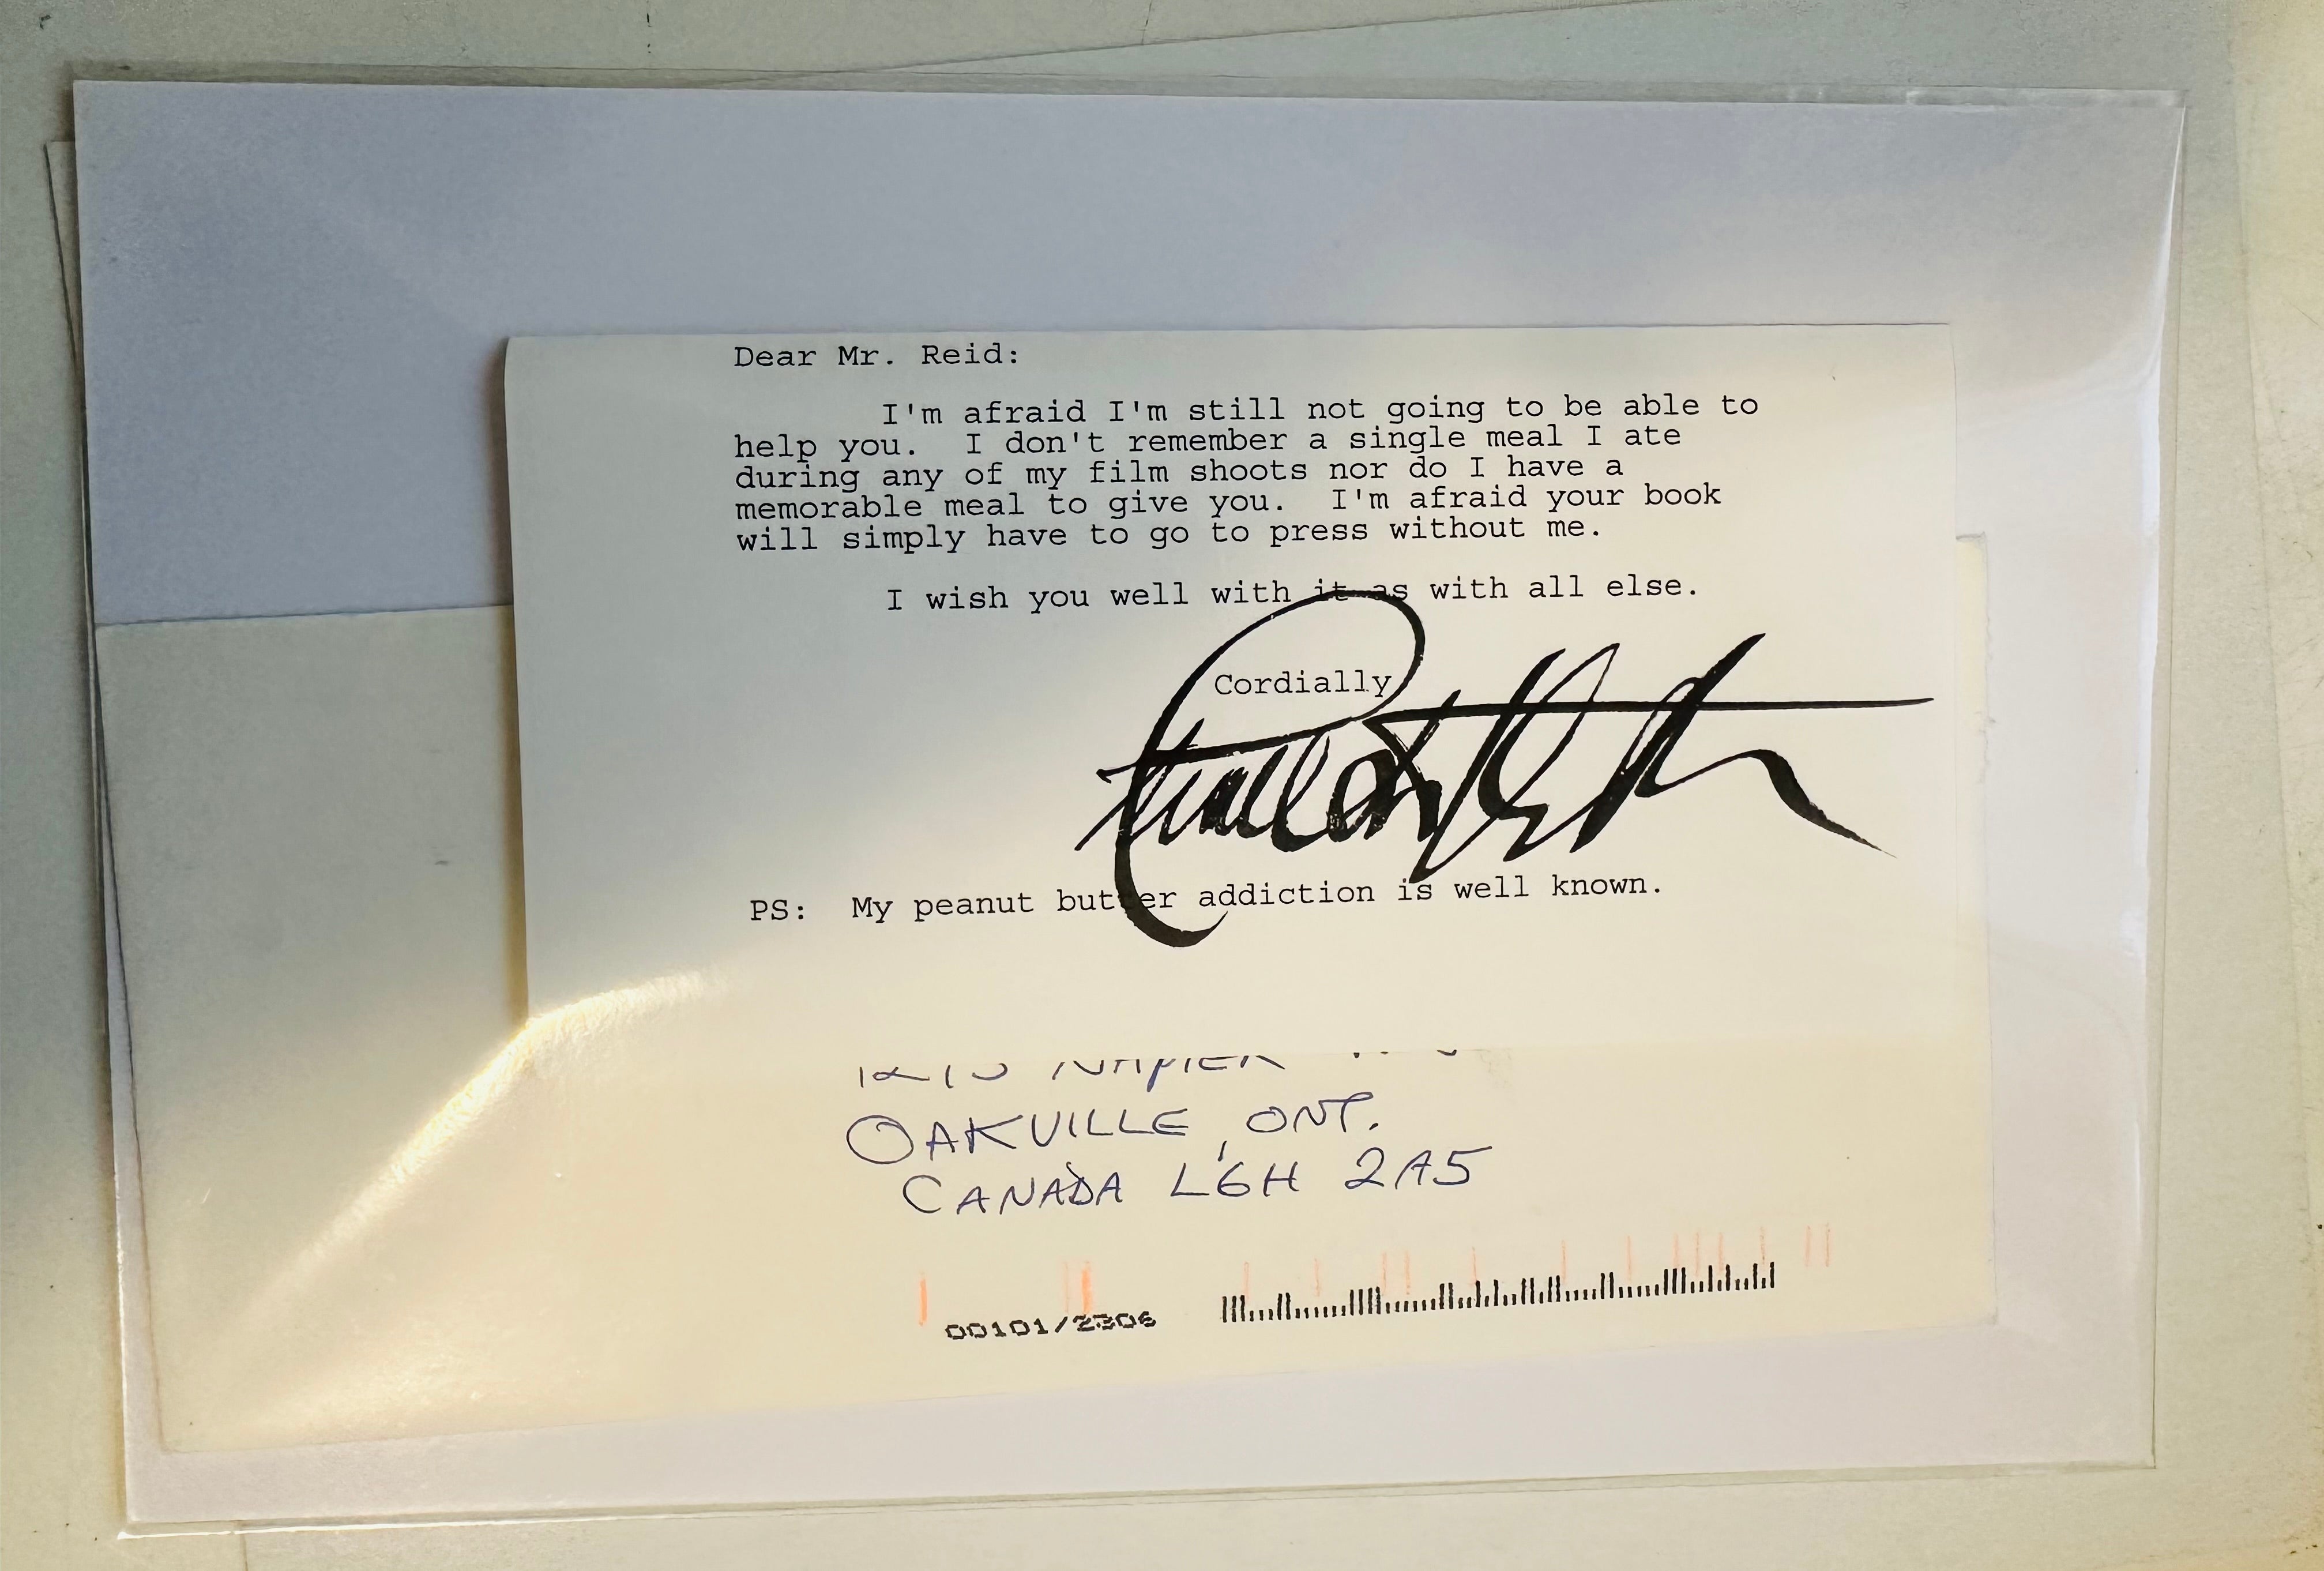 Dear Mr. Reid:
I'm afraid I'm still not going to be able to
help you. I don't remember a single meal I ate
during any of my film shoots nor do I have a
memorable meal to give you. I'm afraid your book
will simply have to go to press without me.
I wish you well with it as with all else.
Cordially
PS: My peanut butter addiction is well known.
NAPIER
OAKVILLE, ONT.
CANADA L6H 2A5
00101/2306